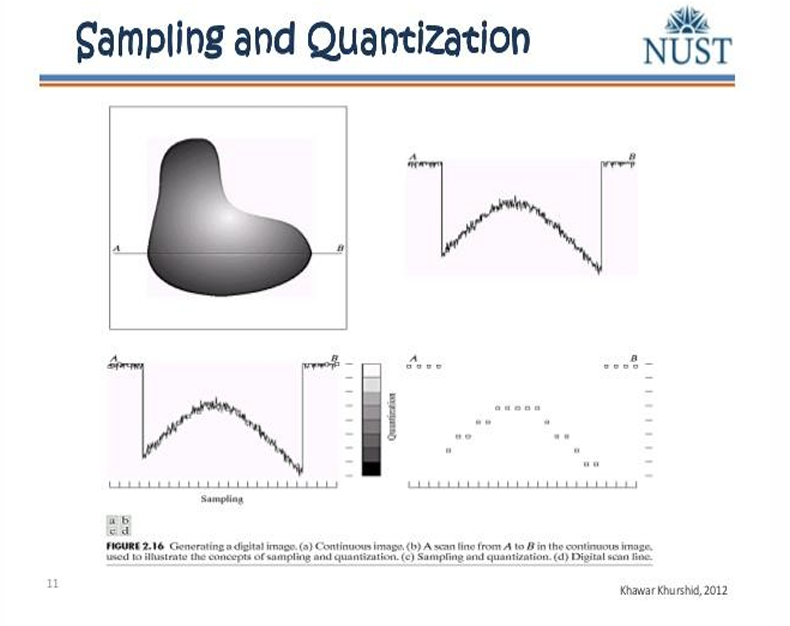 Sampling and Quantization
NUST
A
B
A
B
A
B
Quantization
Sampling
A
B
a b
c d
FIGURE 2.16 Generating a digital image. (a) Continuous image. (b) A scan line from A to B in the continuous image,
used to illustrate the concepts of sampling and quantization. (c) Sampling and quantization. (d) Digital scan line.
11
Khawar Khurshid, 2012